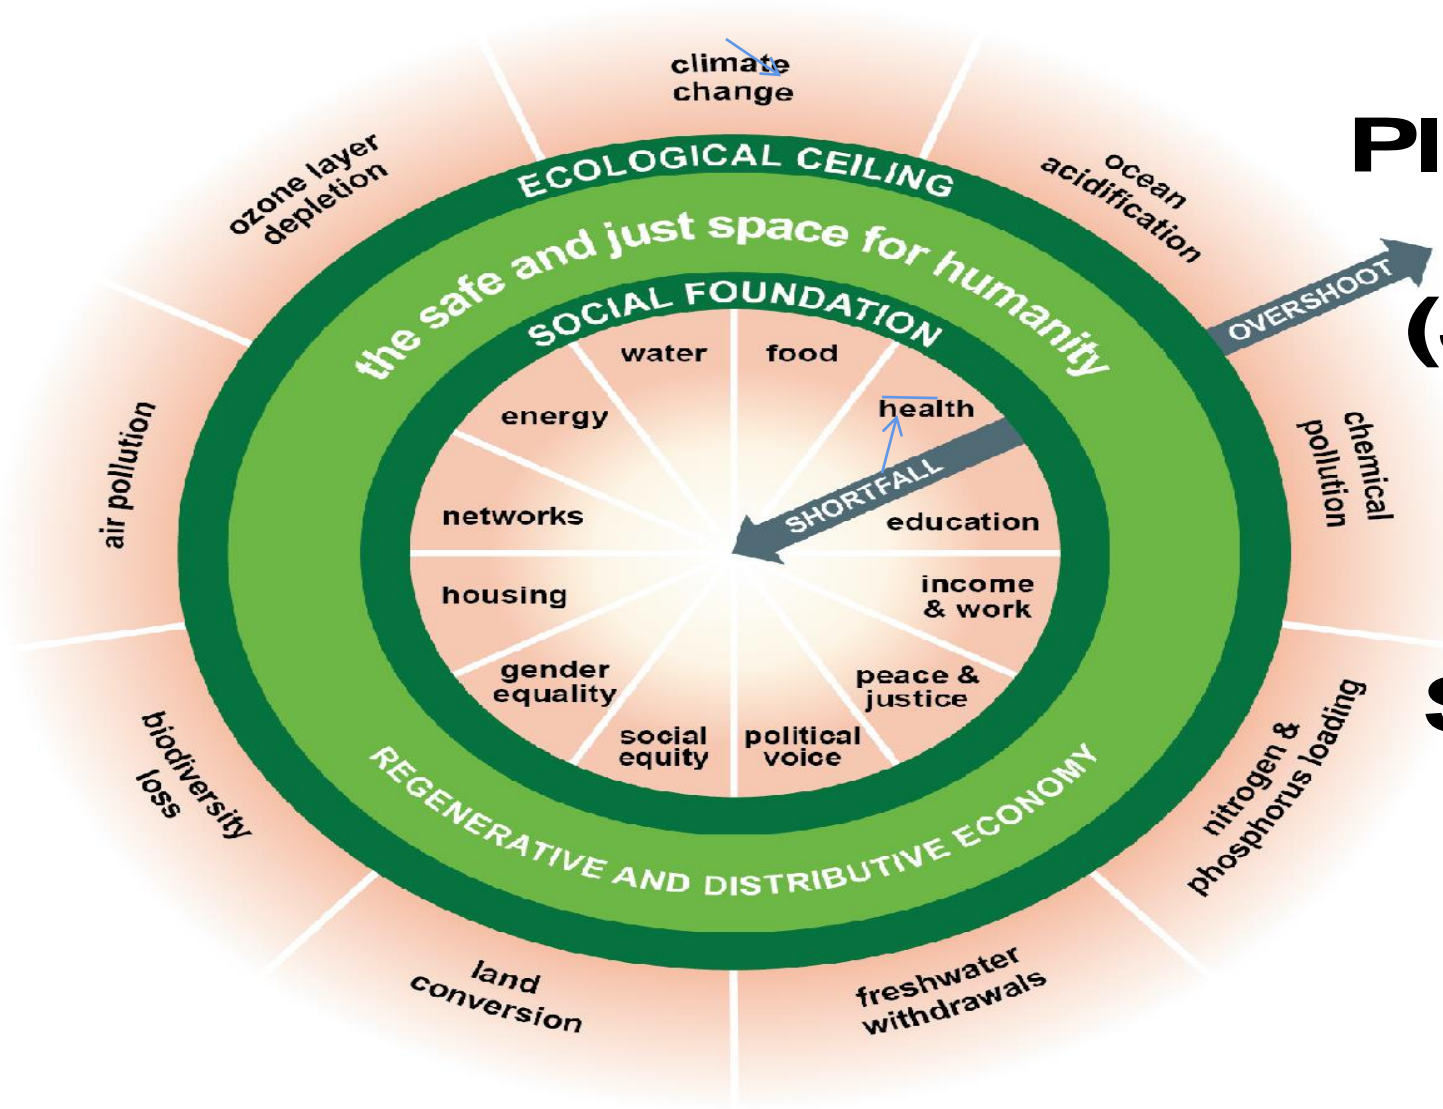 climate
change
ocean
acidification
chemical
pollution
nitrogen &
phosphorus loading
freshwater
withdrawals
land
conversion
biodiversity
loss
air pollution
ozone layer
depletion
ECOLOGICAL CEILING
the safe and just space for humanity
SOCIAL FOUNDATION
water
food
health
education
income
& work
peace &
justice
political
voice
social
equity
gender
equality
housing
networks
energy
SHORTFALL
OVERSHOOT
REGENERATIVE AND DISTRIBUTIVE ECONOMY